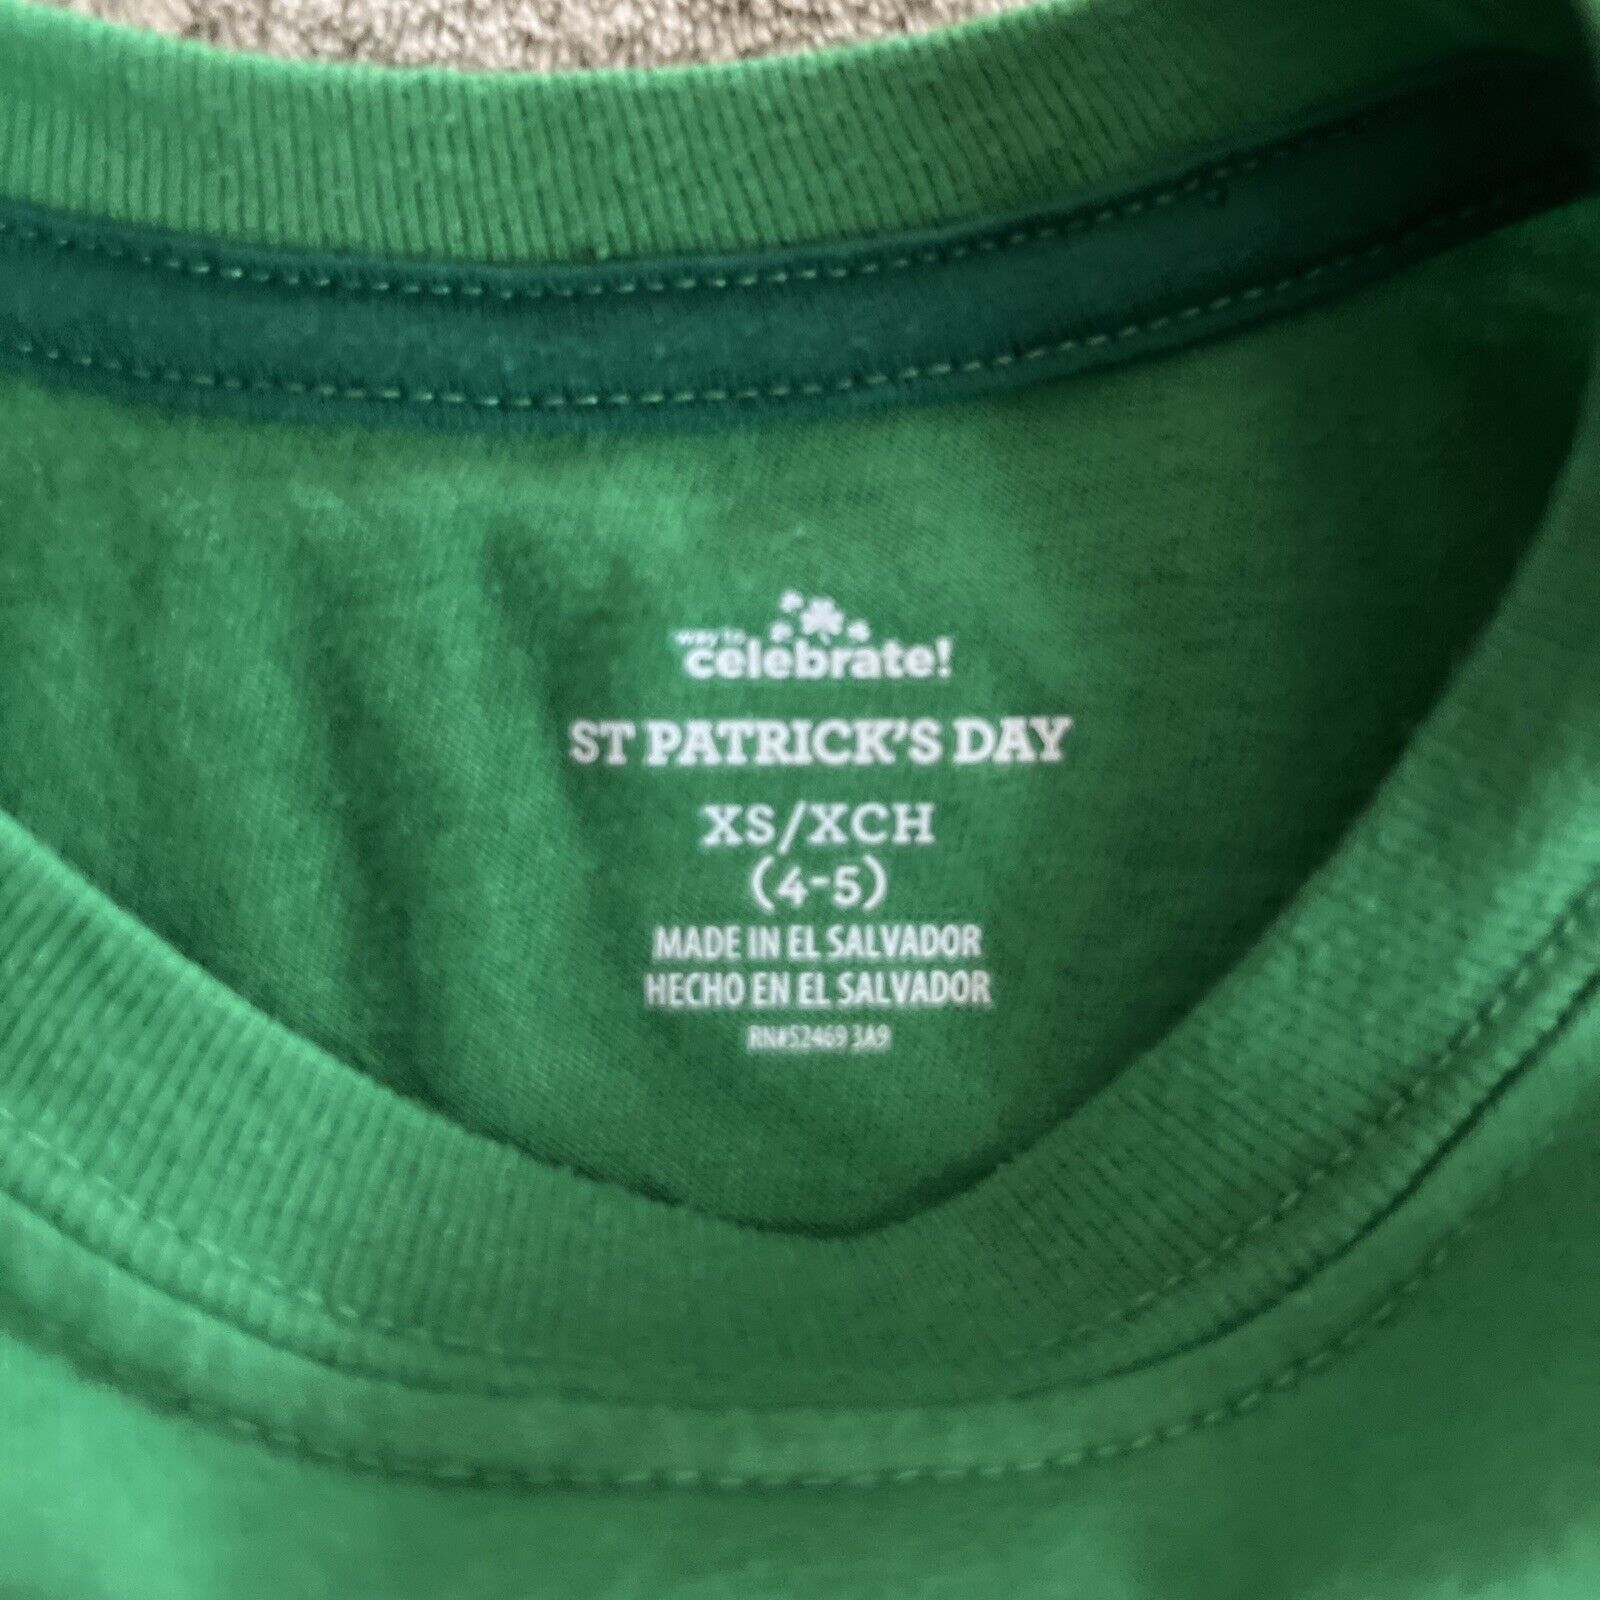 way to
celebrate!
ST PATRICK'S DAY
XS/XCH
(4-5)
MADE IN EL SALVADOR
HECHO EN EL SALVADOR
RN#52469 3A9